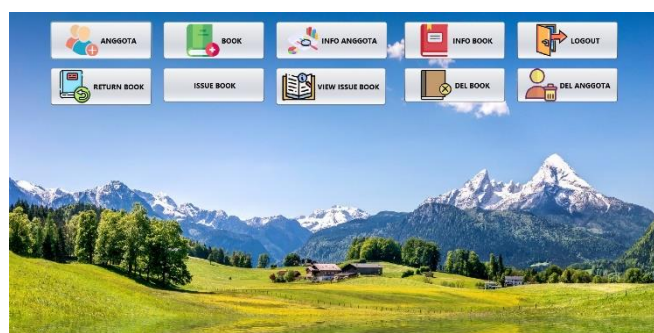 ANGGOTA
BOOK
INFO ANGGOTA
INFO BOOK
LOGOUT
RETURN BOOK
ISSUE BOOK
VIEW ISSUE BOOK
DEL BOOK
DEL ANGGOTA